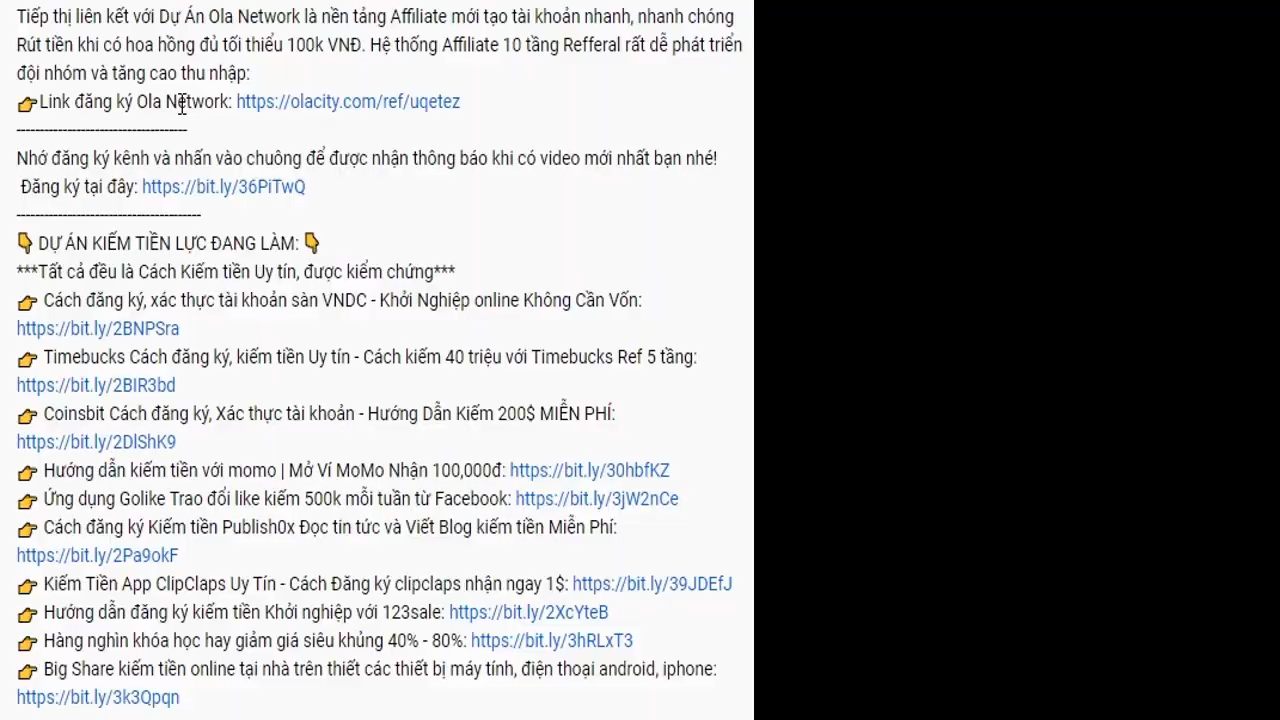 Tiếp thị liên kết với Dự Án Ola Network là nền tảng Affiliate mới tạo tài khoản nhanh, nhanh chóng
Rút tiền khi có hoa hồng đủ tối thiểu 100k VNĐ. Hệ thống Affiliate 10 tầng Refferal rất dễ phát triển
đội nhóm và tăng cao thu nhập:
👉Link đăng ký Ola Network: https://olacity.com/ref/uqetez
-------------------------------------
Nhớ đăng ký kênh và nhấn vào chuông để được nhận thông báo khi có video mới nhất bạn nhé!
Đăng ký tại đây: https://bit.ly/36PiTwQ
----------------------------------------
👇 DỰ ÁN KIẾM TIỀN LỰC ĐANG LÀM: 👇
***Tất cả đều là Cách Kiếm tiền Uy tín, được kiểm chứng***
👉 Cách đăng ký, xác thực tài khoản sàn VNDC - Khởi Nghiệp online Không Cần Vốn:
https://bit.ly/2BNPSra
👉 Timebucks Cách đăng ký, kiếm tiền Uy tín - Cách kiếm 40 triệu với Timebucks Ref 5 tầng:
https://bit.ly/2BIR3bd
👉 Coinsbit Cách đăng ký, Xác thực tài khoản - Hướng Dẫn Kiếm 200$ MIỄN PHÍ:
https://bit.ly/2DlShK9
👉 Hướng dẫn kiếm tiền với momo | Mở Ví MoMo Nhận 100,000đ: https://bit.ly/30hbfKZ
👉 Ứng dụng Golike Trao đổi like kiếm 500k mỗi tuần từ Facebook: https://bit.ly/3jW2nCe
👉 Cách đăng ký Kiếm tiền Publish0x Đọc tin tức và Viết Blog kiếm tiền Miễn Phí:
https://bit.ly/2Pa9okF
👉 Kiếm Tiền App ClipClaps Uy Tín - Cách Đăng ký clipclaps nhận ngay 1$: https://bit.ly/39JDEfJ
👉 Hướng dẫn đăng ký kiếm tiền Khởi nghiệp với 123sale: https://bit.ly/2XcYteB
👉 Hàng nghìn khóa học hay giảm giá siêu khủng 40% - 80%: https://bit.ly/3hRLxT3
👉 Big Share kiếm tiền online tại nhà trên thiết các thiết bị máy tính, điện thoại android, iphone:
https://bit.ly/3k3Qpqn